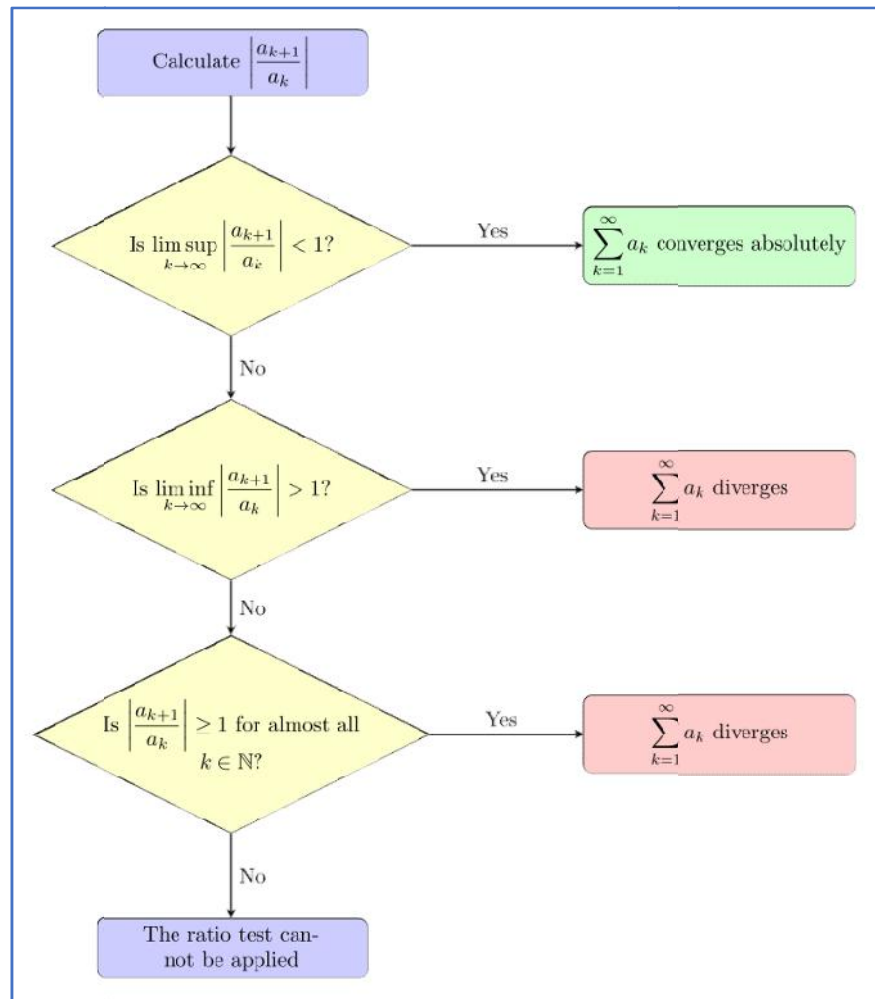 Calculate |a_{k+1}/a_k|
Is lim sup_{k→∞} |a_{k+1}/a_k| < 1?
Yes
∑_{k=1}^{∞} a_k converges absolutely
No
Is lim inf_{k→∞} |a_{k+1}/a_k| > 1?
Yes
∑_{k=1}^{∞} a_k diverges
No
Is |a_{k+1}/a_k| ≥ 1 for almost all
k ∈ ℕ?
Yes
∑_{k=1}^{∞} a_k diverges
No
The ratio test can-
not be applied